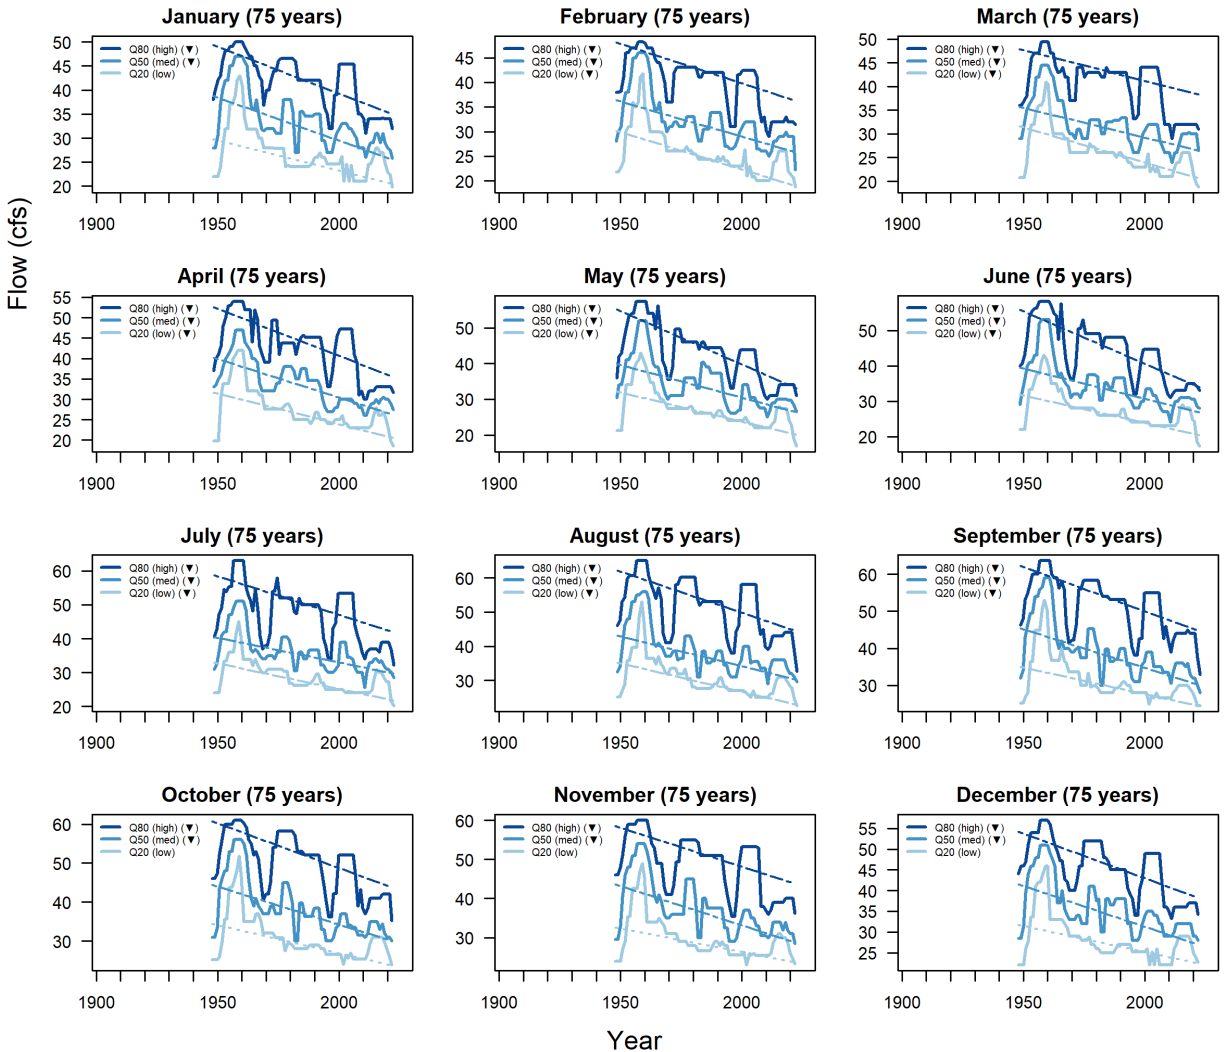 January (75 years)
50
45
40
35
30
25
20
Q80 (high) (▼)
Q50 (med) (▼)
Q20 (low)
1900
1950
2000
February (75 years)
45
40
35
30
25
20
Q80 (high) (▼)
Q50 (med) (▼)
Q20 (low) (▼)
1900
1950
2000
March (75 years)
50
45
40
35
30
25
20
Q80 (high) (▼)
Q50 (med) (▼)
Q20 (low) (▼)
1900
1950
2000
Flow (cfs)
April (75 years)
55
50
45
40
35
30
25
20
Q80 (high) (▼)
Q50 (med) (▼)
Q20 (low) (▼)
1900
1950
2000
May (75 years)
50
40
30
20
Q80 (high) (▼)
Q50 (med) (▼)
Q20 (low) (▼)
1900
1950
2000
June (75 years)
50
40
30
20
Q80 (high) (▼)
Q50 (med) (▼)
Q20 (low) (▼)
1900
1950
2000
July (75 years)
60
50
40
30
20
Q80 (high) (▼)
Q50 (med) (▼)
Q20 (low) (▼)
1900
1950
2000
August (75 years)
60
50
40
30
Q80 (high) (▼)
Q50 (med) (▼)
Q20 (low) (▼)
1900
1950
2000
September (75 years)
60
50
40
30
Q80 (high) (▼)
Q50 (med) (▼)
Q20 (low) (▼)
1900
1950
2000
October (75 years)
60
50
40
30
Q80 (high) (▼)
Q50 (med) (▼)
Q20 (low)
1900
1950
2000
November (75 years)
60
50
40
30
Q80 (high) (▼)
Q50 (med) (▼)
Q20 (low)
1900
1950
2000
December (75 years)
55
50
45
40
35
30
25
Q80 (high) (▼)
Q50 (med) (▼)
Q20 (low)
1900
1950
2000
Year